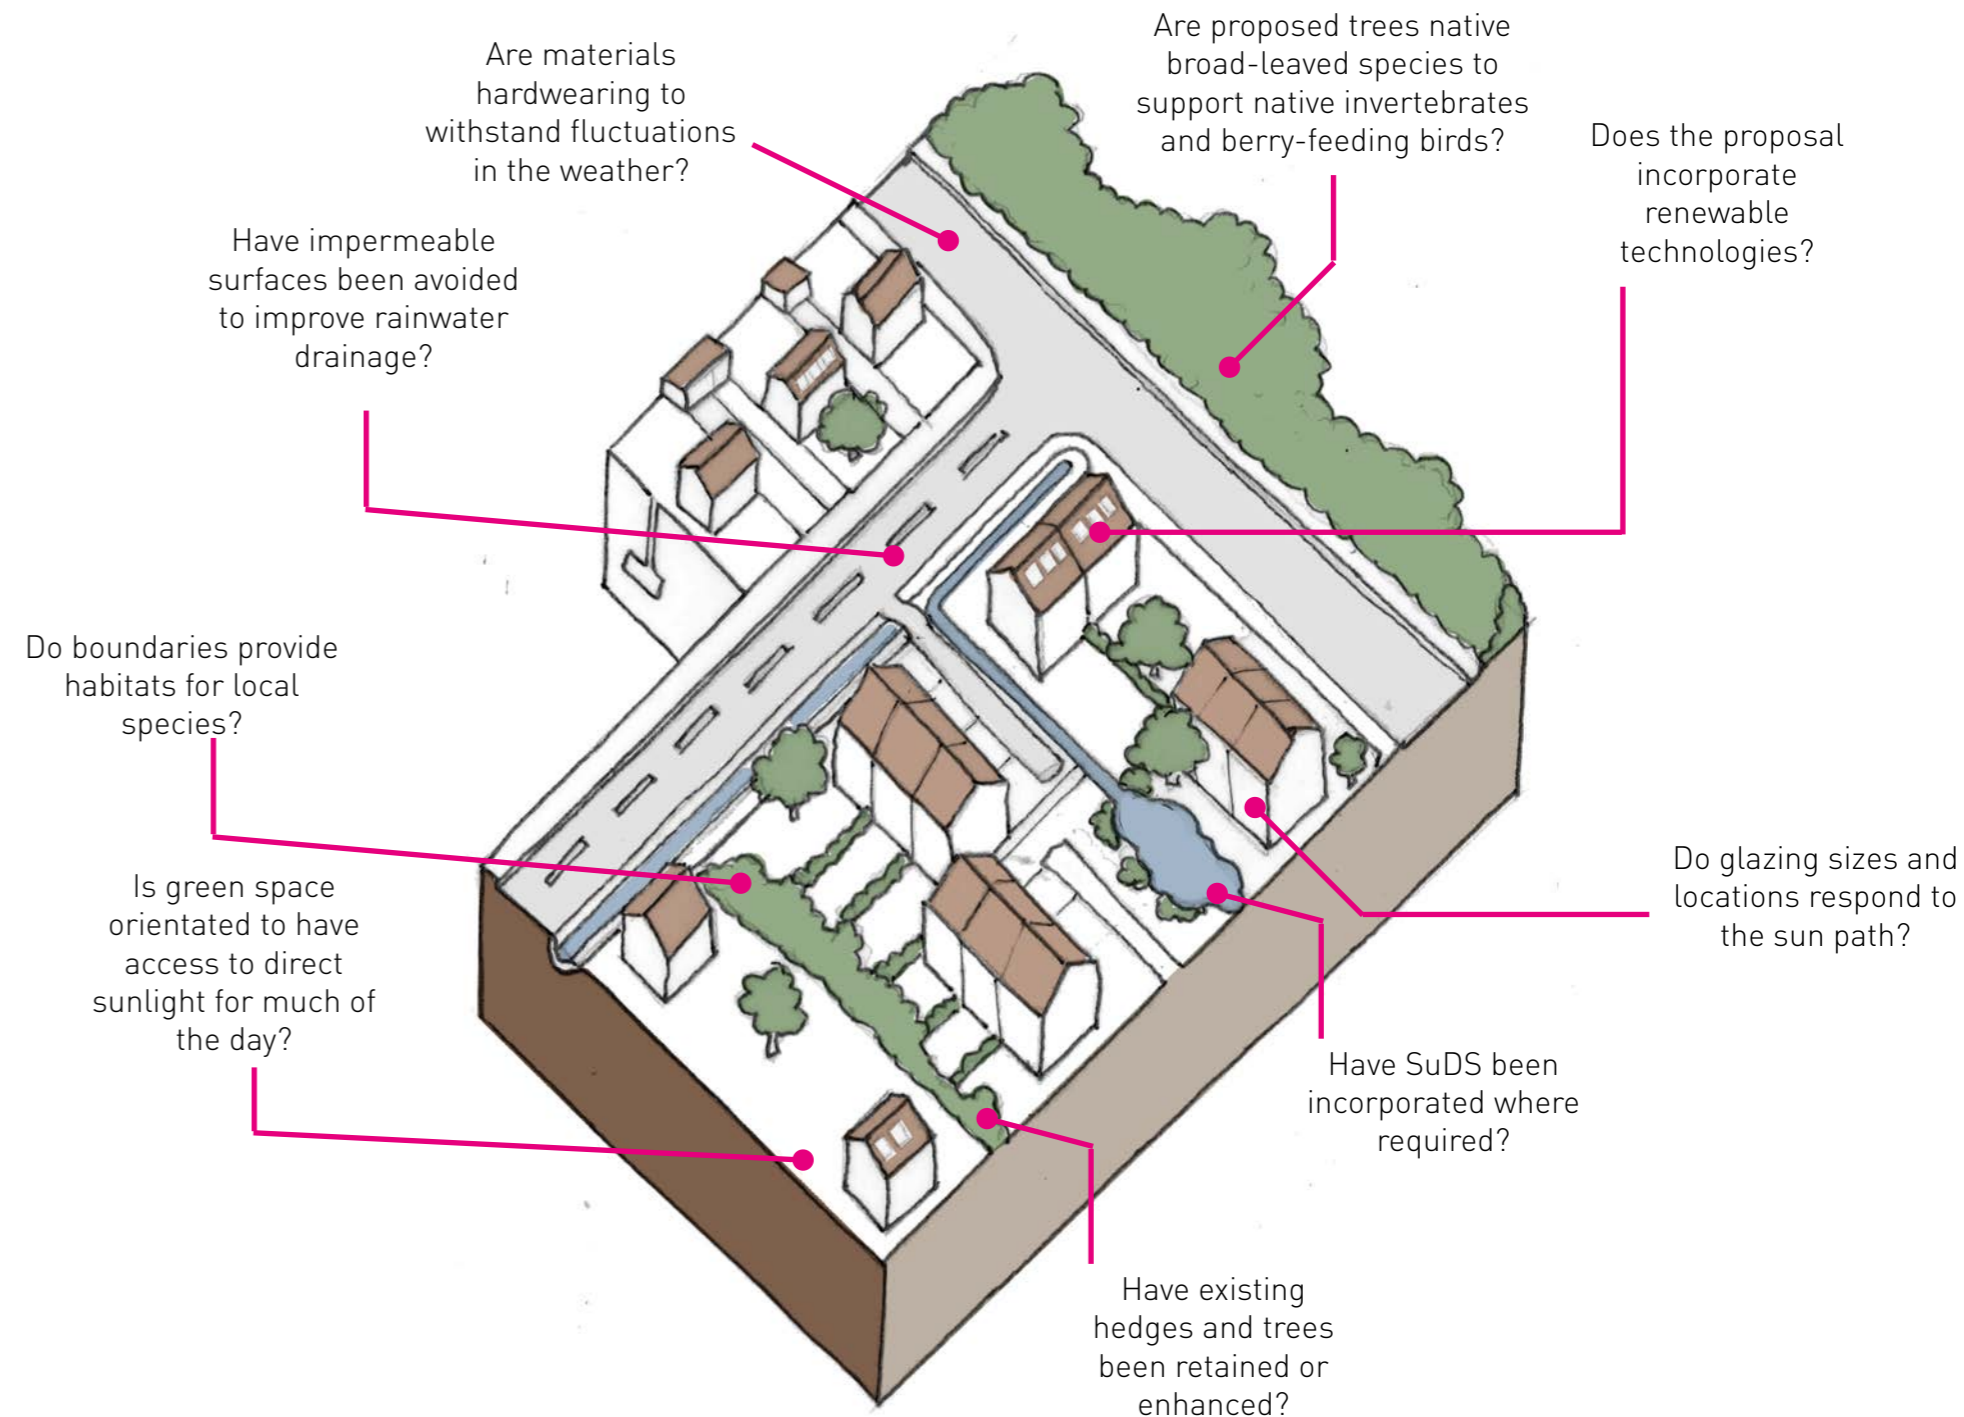 Are materials
hardwearing to
withstand fluctuations
in the weather?
Are proposed trees native
broad-leaved species to
support native invertebrates
and berry-feeding birds?
Does the proposal
incorporate
renewable
technologies?
Have impermeable
surfaces been avoided
to improve rainwater
drainage?
Do boundaries provide
habitats for local
species?
Is green space
orientated to have
access to direct
sunlight for much of
the day?
Do glazing sizes and
locations respond to
the sun path?
Have SuDS been
incorporated where
required?
Have existing
hedges and trees
been retained or
enhanced?